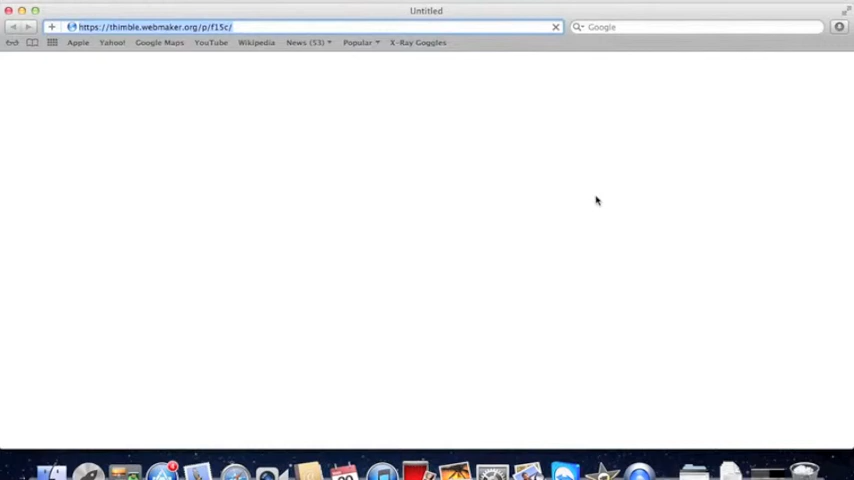 Untitled
https://thimble.webmaker.org/p/f15c/ Google
Apple Yahoo! Google Maps YouTube Wikipedia News (53) Popular X-Ray Goggles